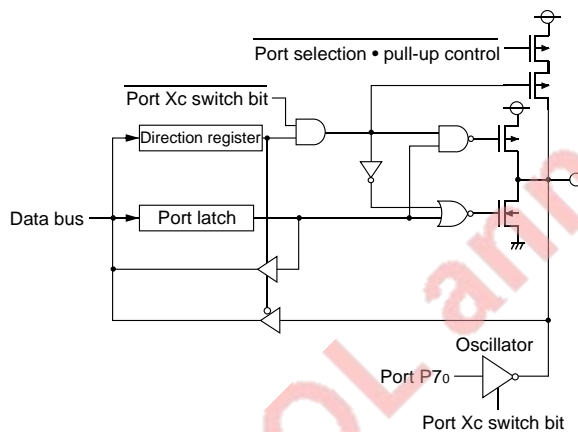 Port selection • pull-up control
Port Xc switch bit
Direction register
Data bus
Port latch
Oscillator
Port P7₀
Port Xc switch bit